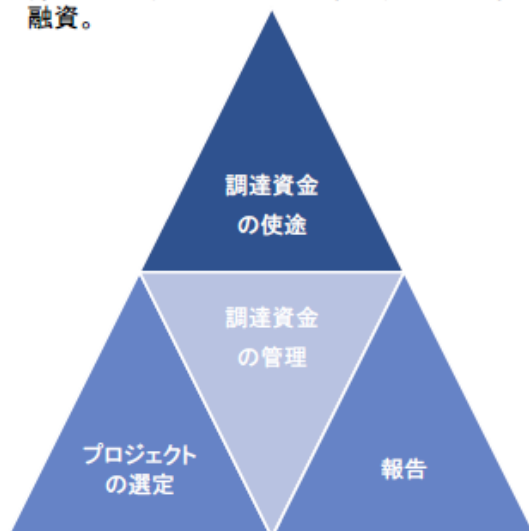 融資。
調達資金
の使途
調達資金
の管理
プロジェクト
の選定
報告